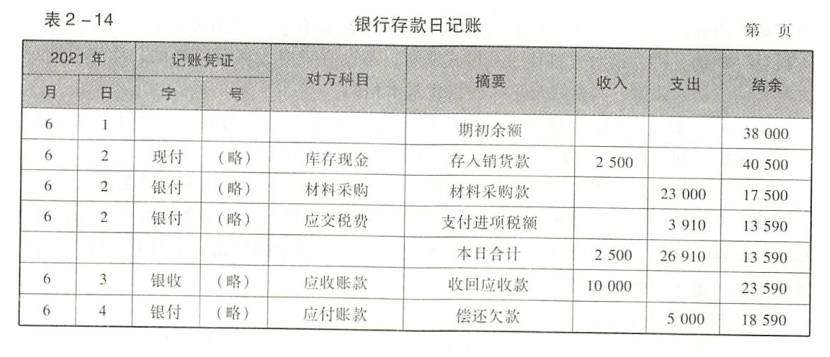 表2-14 银行存款日记账 第 页
2021年 记账凭证 对方科目 摘要 收入 支出 结余
月 日 字 号
6 1 期初余额 38 000
6 2 现付 (略) 库存现金 存入销货款 2 500 40 500
6 2 银付 (略) 材料采购 材料采购款 23 000 17 500
6 2 银付 (略) 应交税费 支付进项税额 3 910 13 590
本日合计 2 500 26 910 13 590
6 3 银收 (略) 应收账款 收回应收款 10 000 23 590
6 4 银付 (略) 应付账款 偿还欠款 5 000 18 590